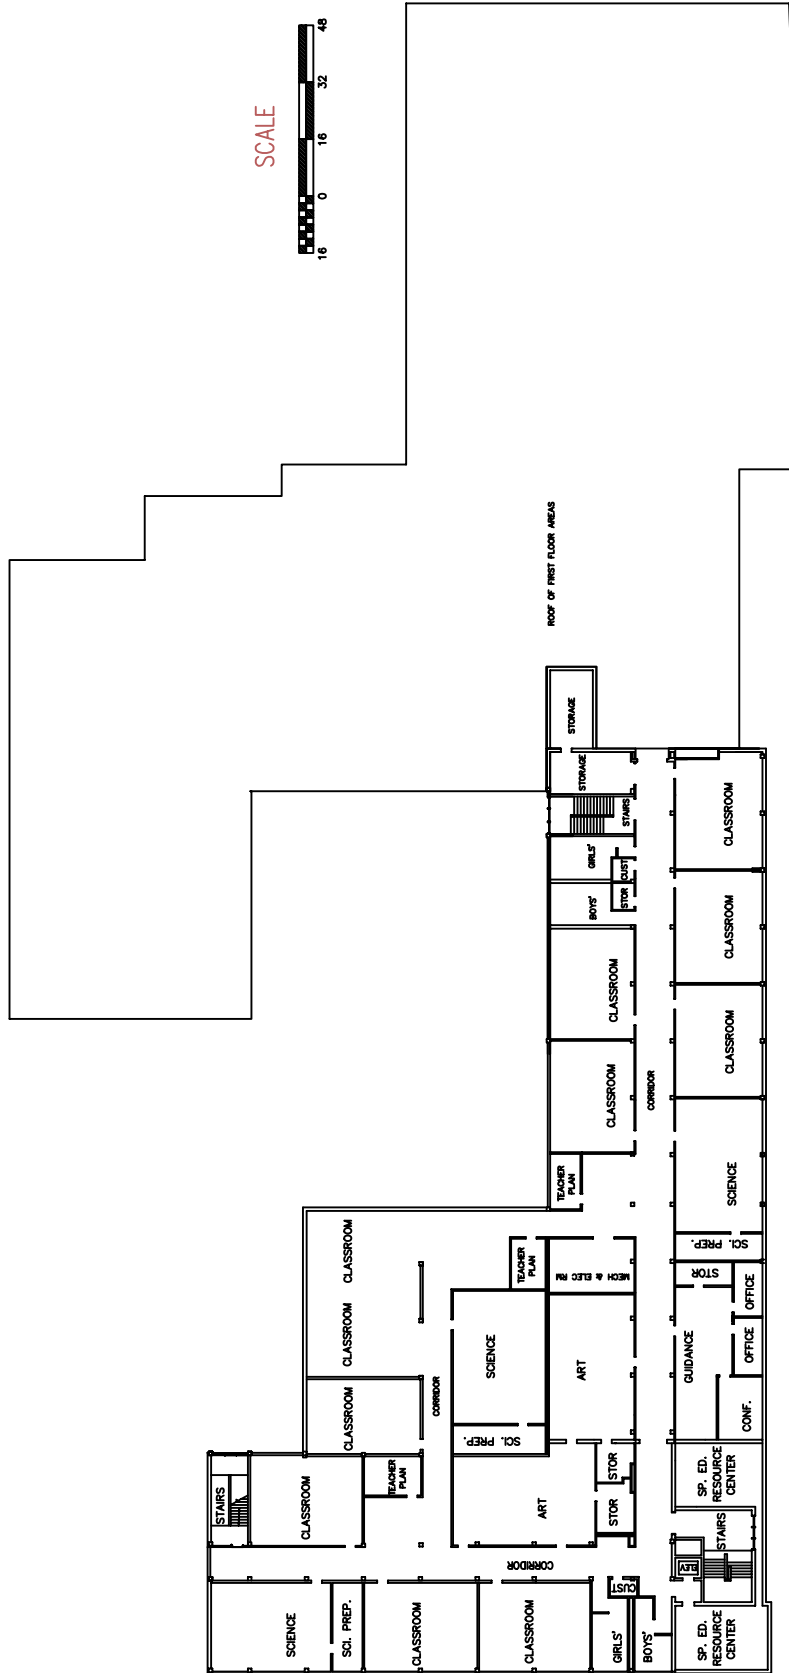 SCALE
16 0 16 32 48
ROOF OF FIRST FLOOR AREAS
STORAGE
STORAGE
STAIRS
GIRLS'
CUST
STOR
BOYS'
CLASSROOM
CLASSROOM
CLASSROOM
CLASSROOM
CLASSROOM
CORRIDOR
TEACHER
PLAN
SCIENCE
SCI. PREP.
STOR
OFFICE
OFFICE
GUIDANCE
CONF.
MECH & ELEC RM
TEACHER
PLAN
CLASSROOM
CLASSROOM
CLASSROOM
CORRIDOR
SCIENCE
SCI. PREP.
ART
ART
STOR
STOR
TEACHER
PLAN
CLASSROOM
STAIRS
CORRIDOR
SP. ED.
RESOURCE
CENTER
STAIRS
ELEV
SP. ED.
RESOURCE
CENTER
CUST
GIRLS'
BOYS'
CLASSROOM
CLASSROOM
SCI. PREP.
SCIENCE